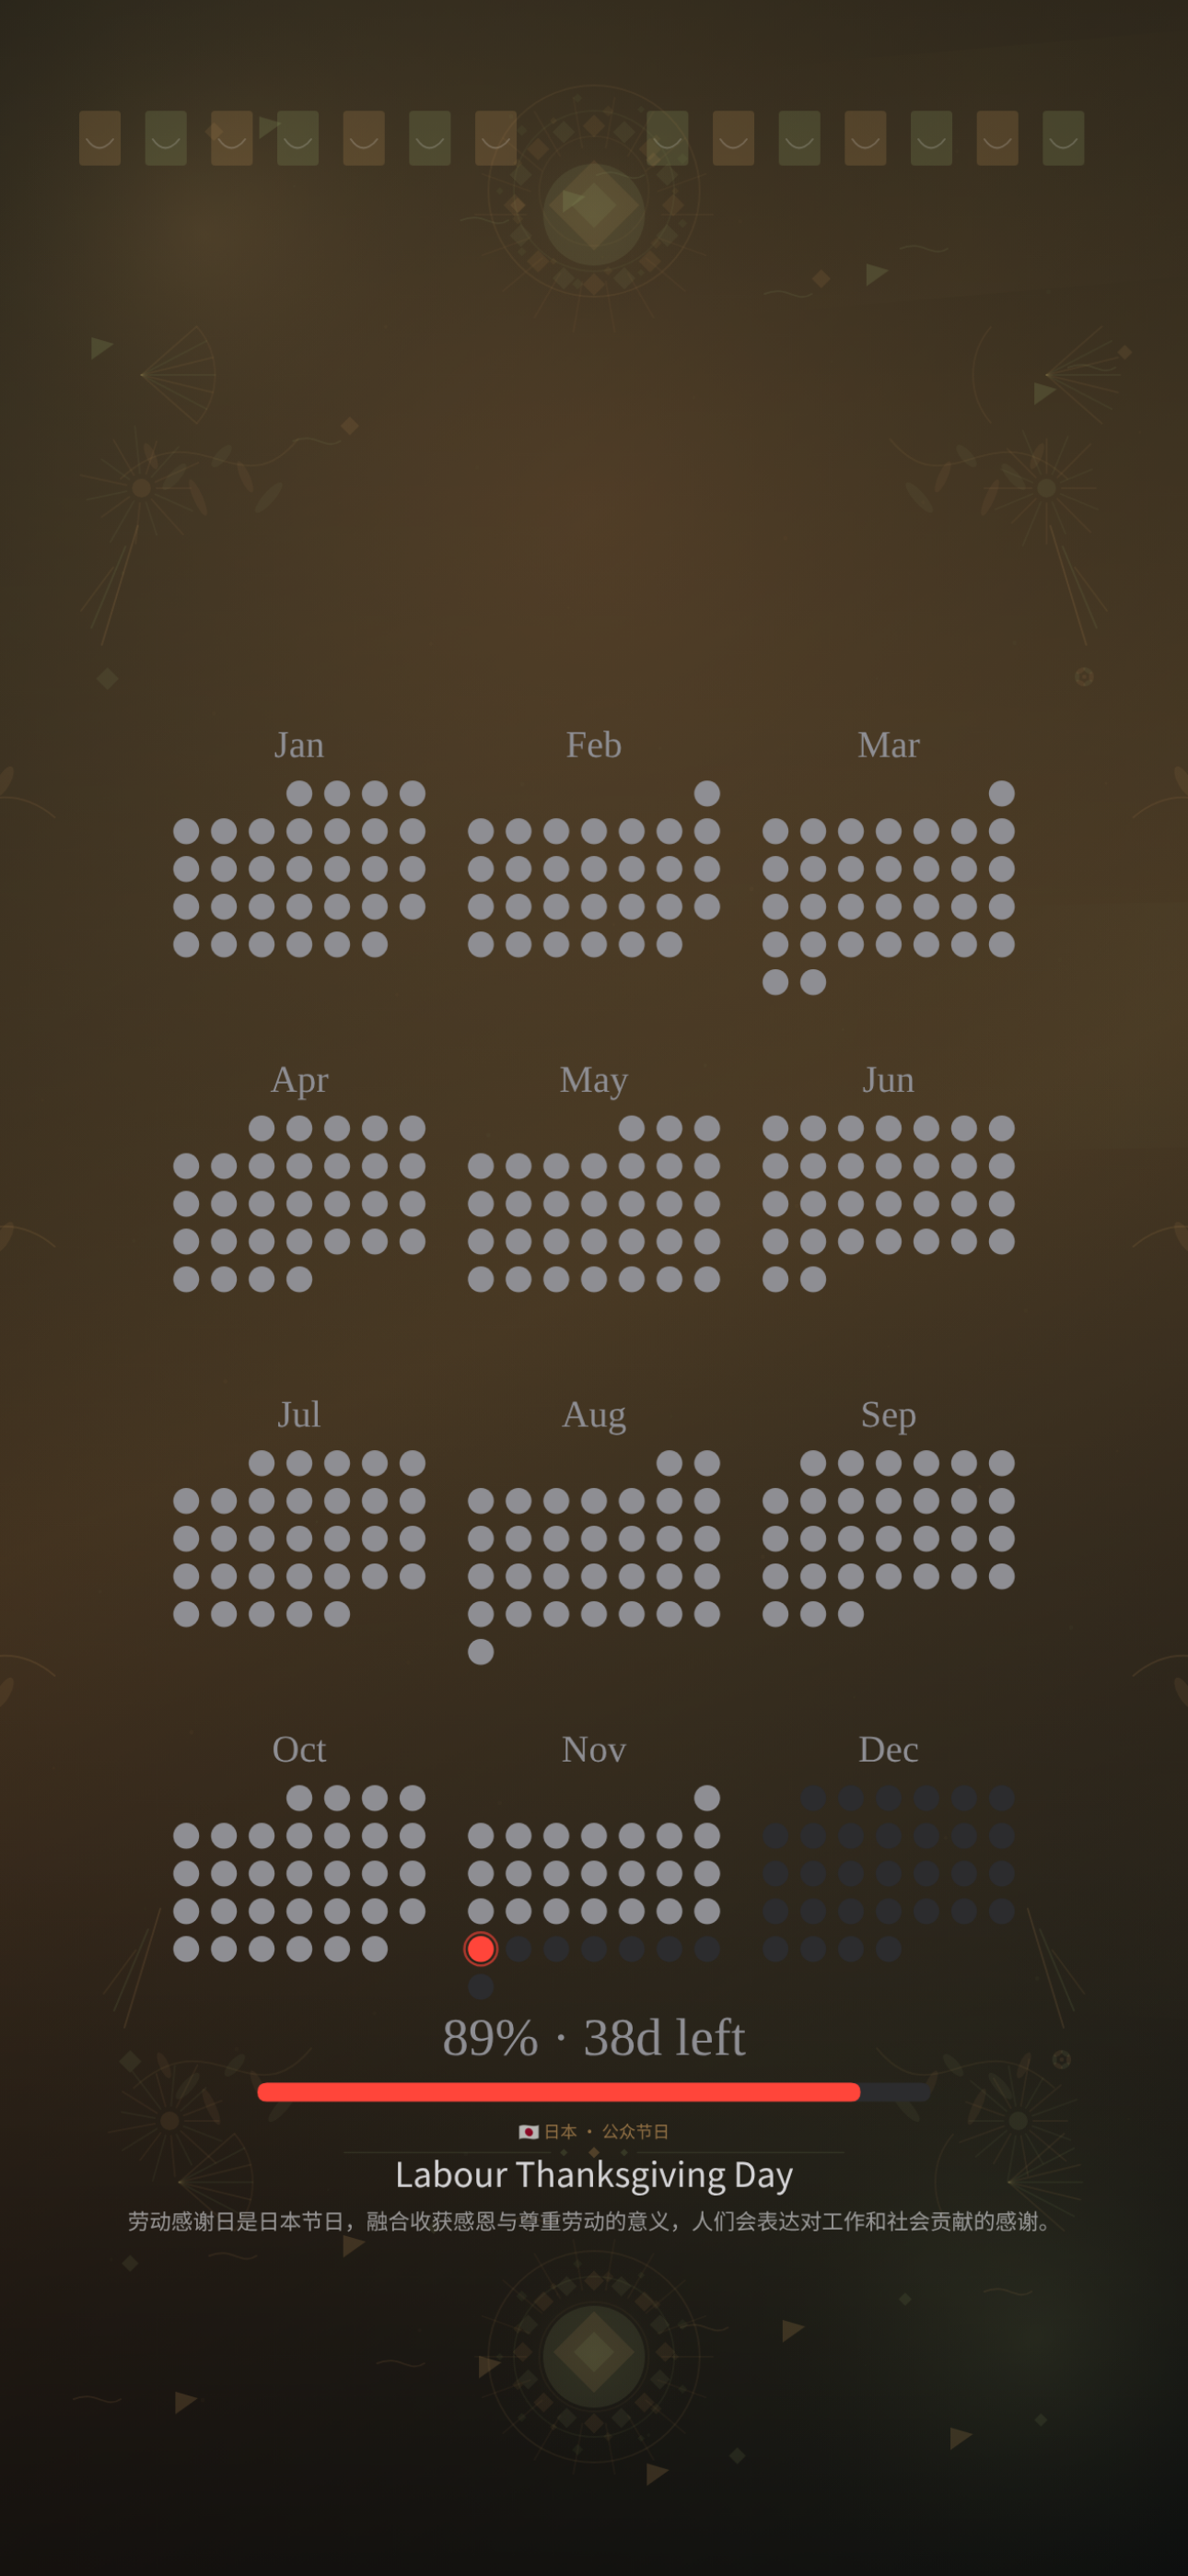 Jan Feb Mar
Apr May Jun
Jul Aug Sep
Oct Nov Dec
89% · 38d left
🇯🇵 日本 · 公众节日
Labour Thanksgiving Day
劳动感谢日是日本节日，融合收获感恩与尊重劳动的意义，人们会表达对工作和社会贡献的感谢。